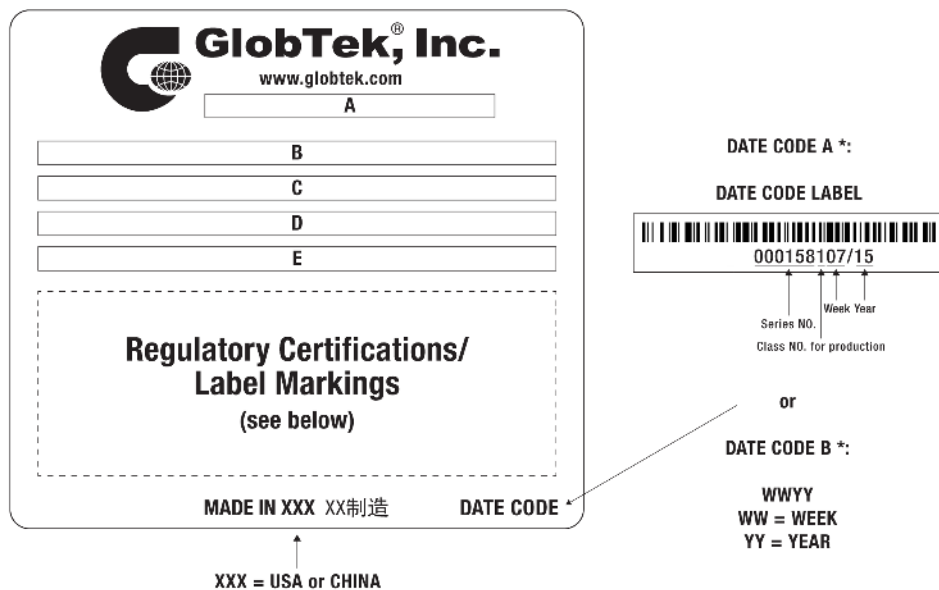 GlobTek,® Inc.
www.globtek.com
A
B
C
D
E
Regulatory Certifications/
Label Markings
(see below)
MADE IN XXX XX制造 DATE CODE
XXX = USA or CHINA
DATE CODE A *:
DATE CODE LABEL
000158107/15
Week Year
Series NO.
Class NO. for production
or
DATE CODE B *:
WWYY
WW = WEEK
YY = YEAR